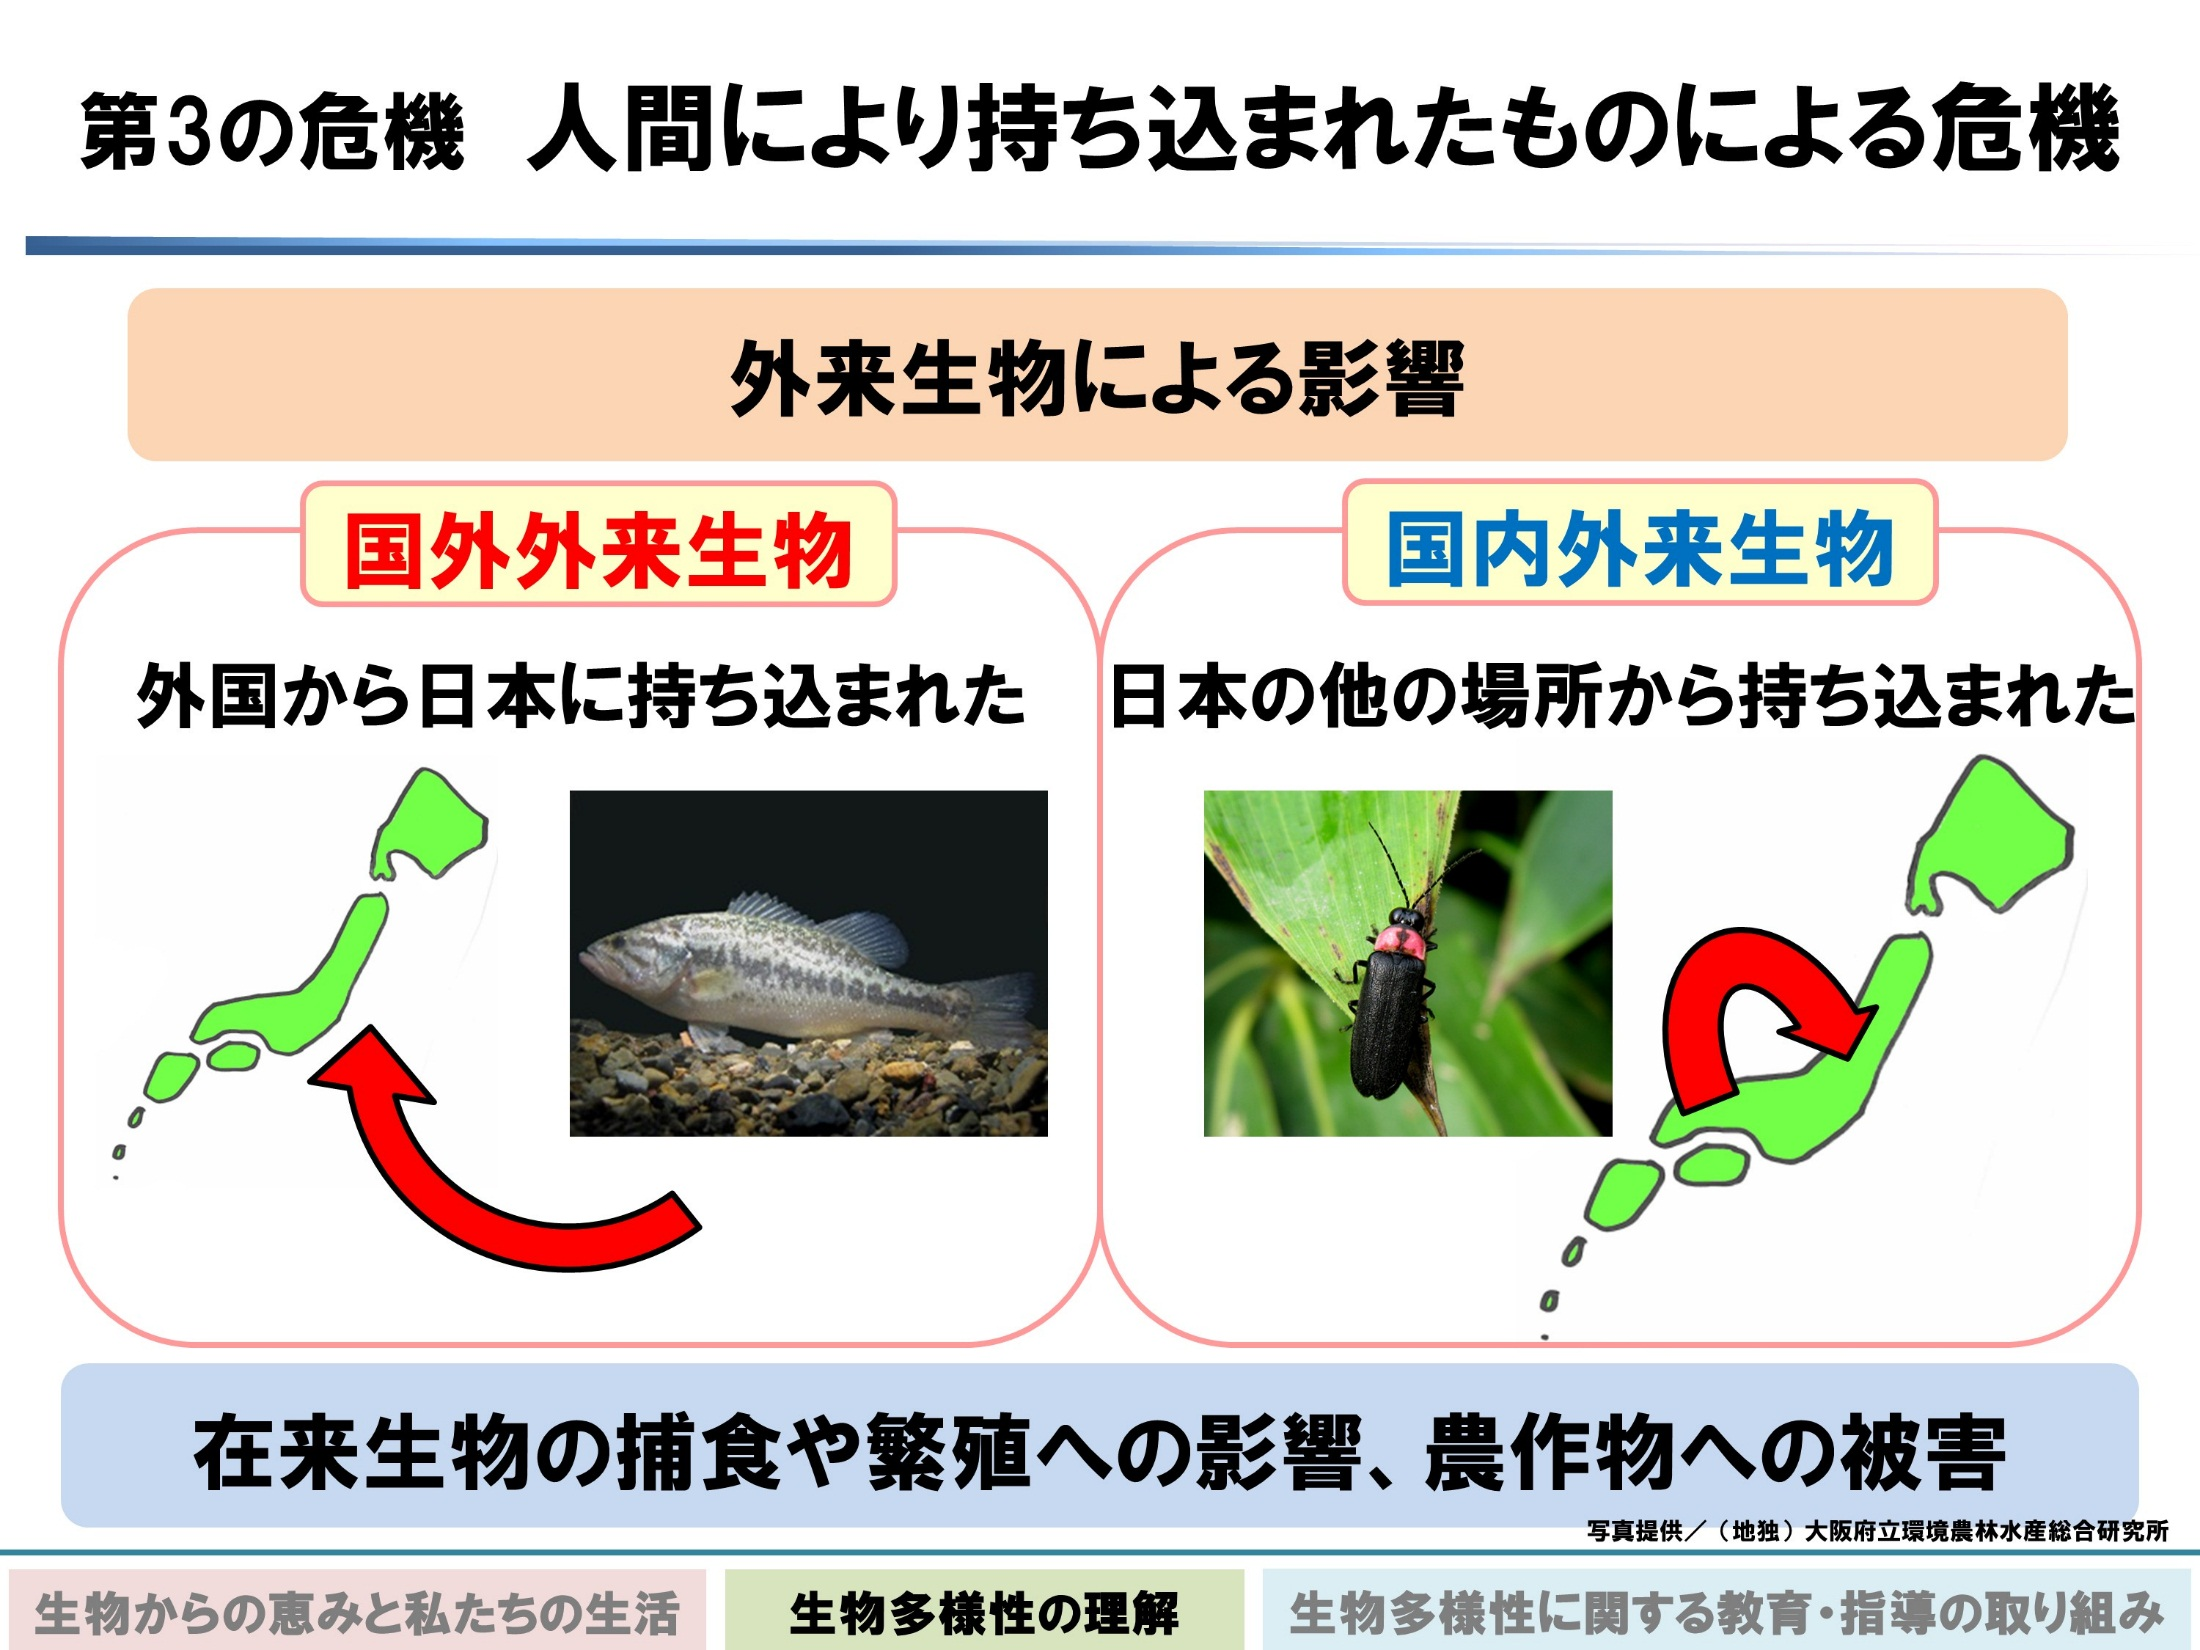 第3の危機　人間により持ち込まれたものによる危機
外来生物による影響
国外外来生物
外国から日本に持ち込まれた
国内外来生物
日本の他の場所から持ち込まれた
在来生物の捕食や繁殖への影響、農作物への被害
写真提供／（地独）大阪府立環境農林水産総合研究所
生物からの恵みと私たちの生活
生物多様性の理解
生物多様性に関する教育・指導の取り組み